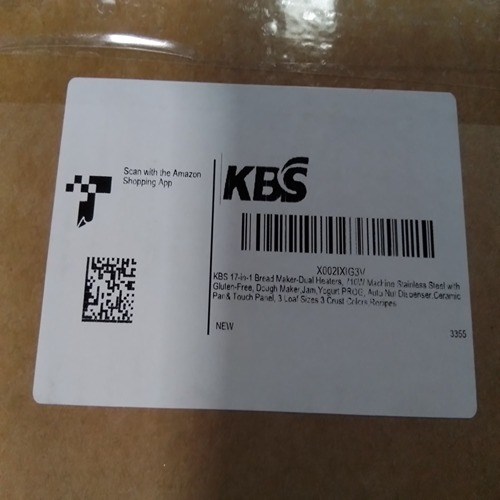 Scan with the Amazon
Shopping App
KBS
X002IXIG3V
KBS 17-in-1 Bread Maker-Dual Heaters, 710W Machine Stainless Steel with
Gluten-Free, Dough Maker,Jam,Yogurt PROG, Auto Nut Dispenser,Ceramic
Pan& Touch Panel, 3 Loaf Sizes 3 Crust Colors,Recipes
NEW
3355